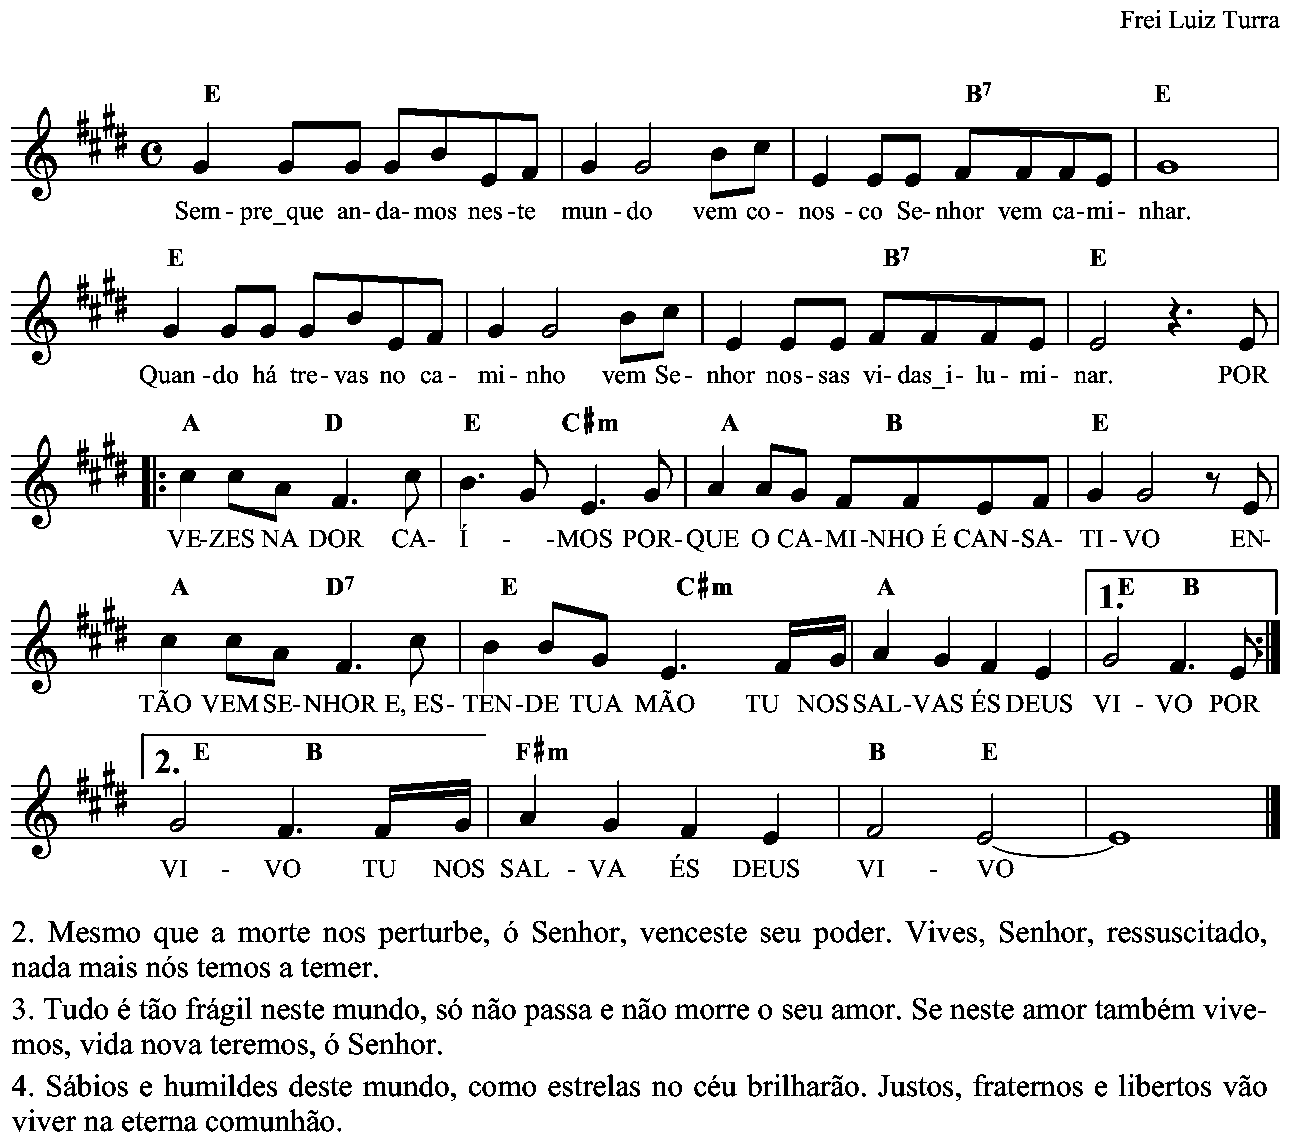 Frei Luiz Turra
E B7 E
Sem-pre_que an-da-mos nes-te mun-do vem co-nos-co Se-nhor vem ca-mi-nhar.
E B7 E
Quan-do há tre-vas no ca-mi-nho vem Se-nhor nos-sas vi-das_i-lu-mi-nar. POR
A D E C#m A B E
VE-ZES NA DOR CA-Í--MOS POR-QUE O CA-MI-NHO É CAN-SA-TI-VO EN-
A D7 E C#m A 1. E B
TÃO VEM SE-NHOR E, ES-TEN-DE TUA MÃO TU NOS SAL-VAS ÉS DEUS VI-VO POR
2. E B F#m B E
VI-VO TU NOS SAL-VA ÉS DEUS VI-VO
2. Mesmo que a morte nos perturbe, ó Senhor, venceste seu poder. Vives, Senhor, ressuscitado,
nada mais nós temos a temer.
3. Tudo é tão frágil neste mundo, só não passa e não morre o seu amor. Se neste amor também vive-
mos, vida nova teremos, ó Senhor.
4. Sábios e humildes deste mundo, como estrelas no céu brilharão. Justos, fraternos e libertos vão
viver na eterna comunhão.